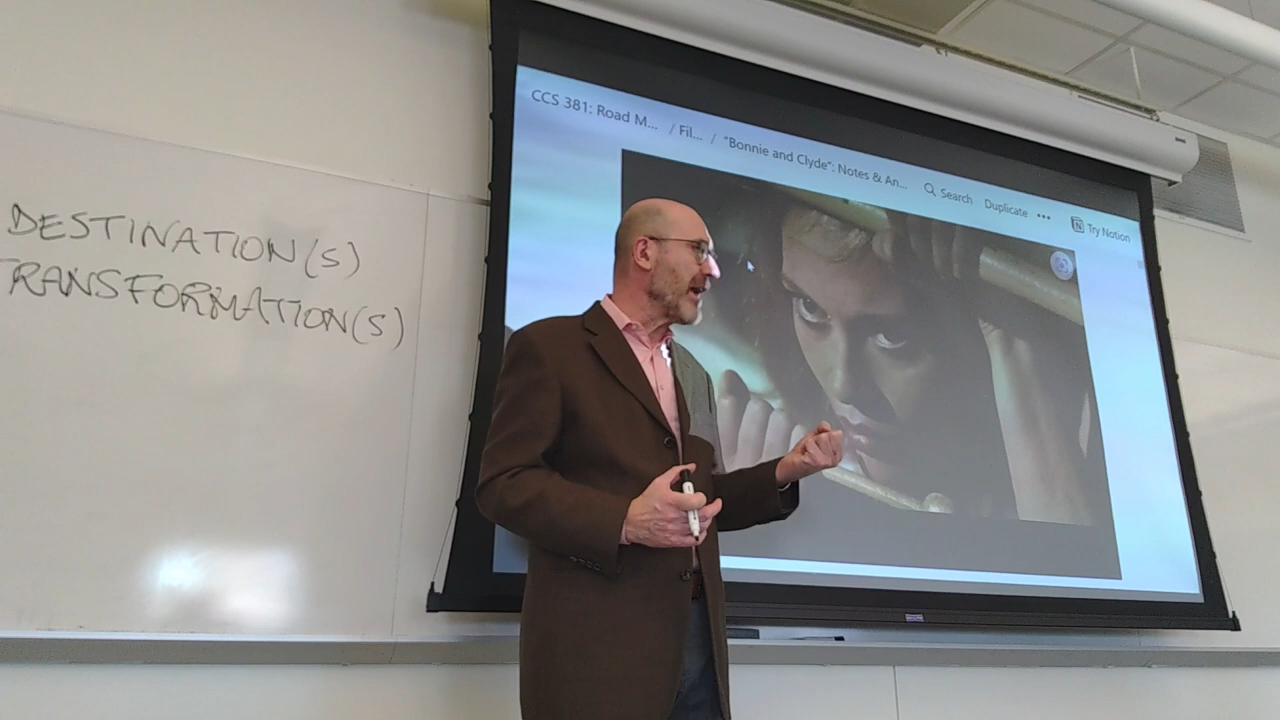 DESTINATION(S)
TRANSFORMATION(S)
CCS 381: Road M... / Fil... / "Bonnie and Clyde": Notes & An... Search Duplicate ••• Try Notion